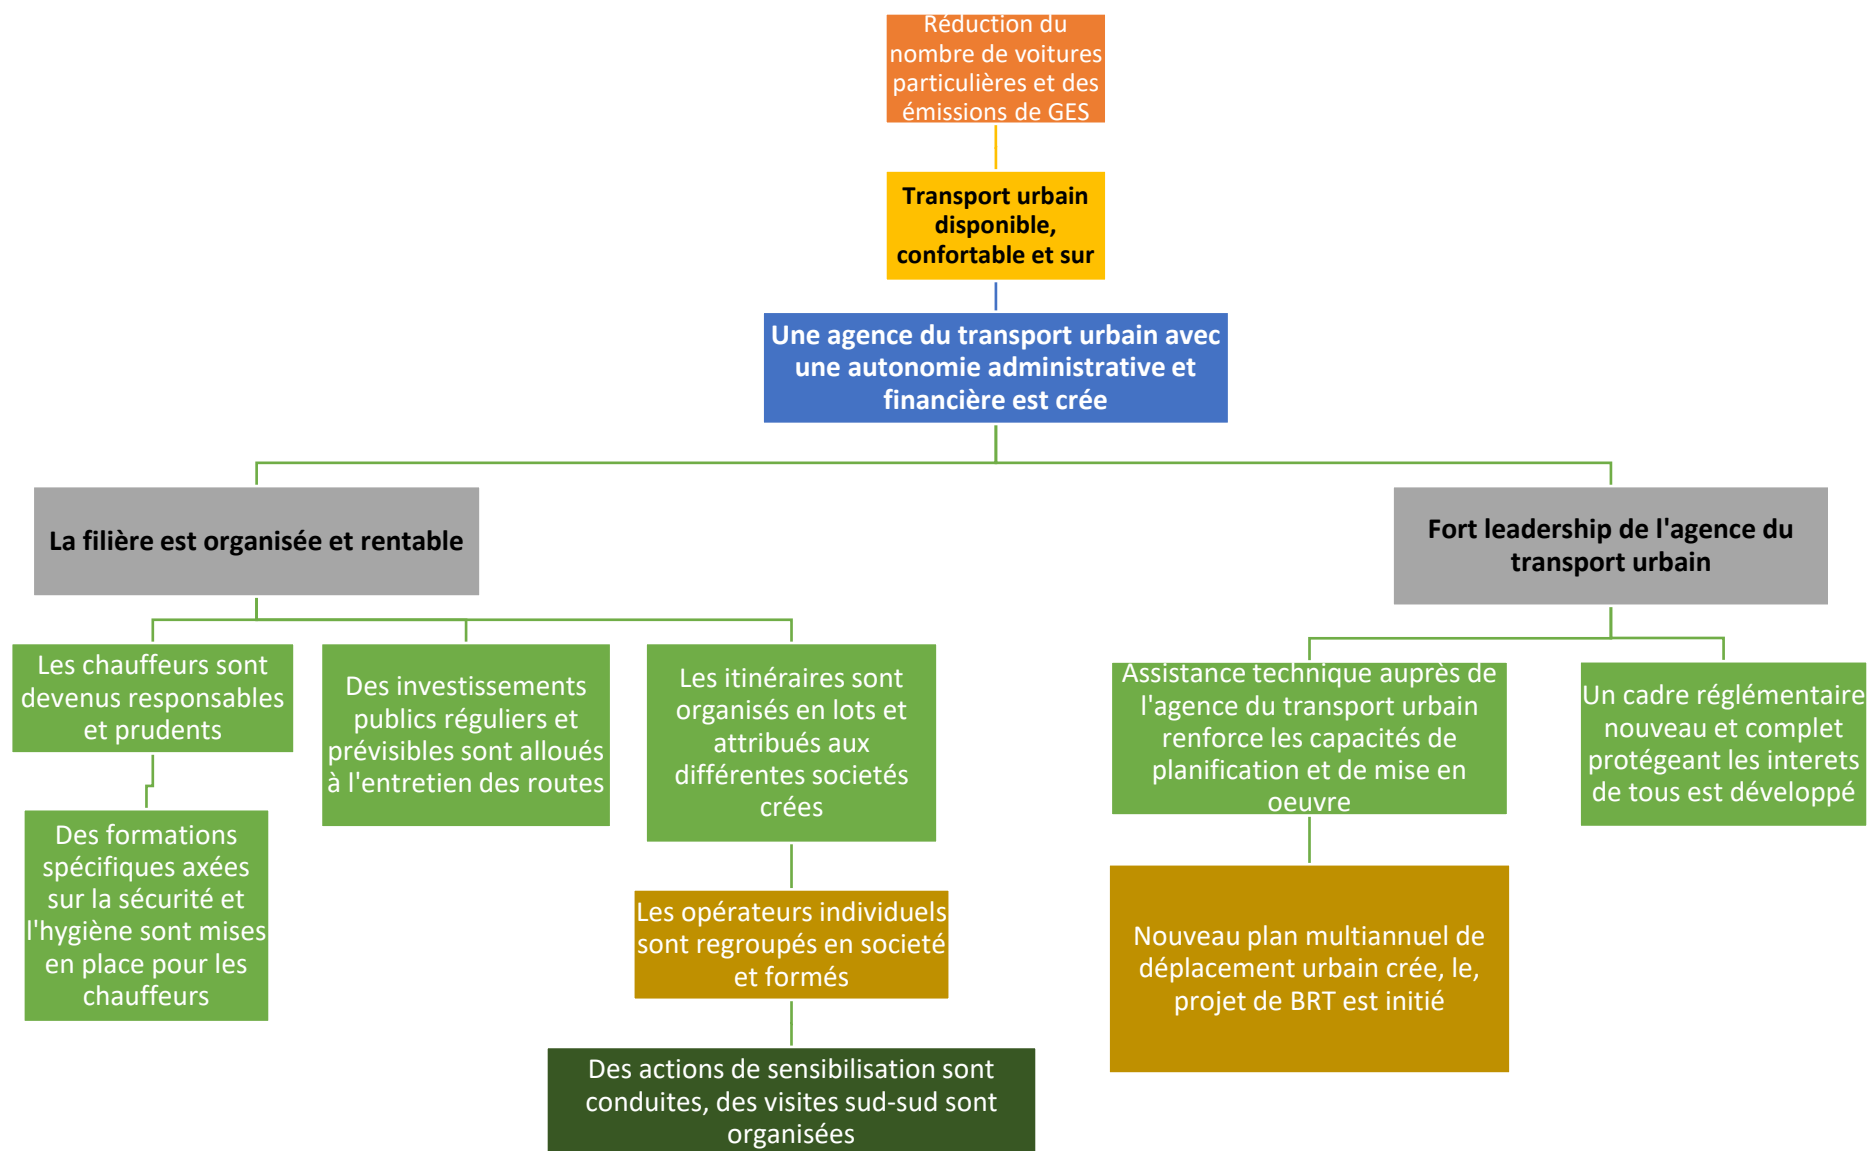 Réduction du
nombre de voitures
particulières et des
émissions de GES
Transport urbain
disponible,
confortable et sur
Une agence du transport urbain avec
une autonomie administrative et
financière est crée
La filière est organisée et rentable
Fort leadership de l'agence du
transport urbain
Les chauffeurs sont
devenus responsables
et prudents
Des investissements
publics réguliers et
prévisibles sont alloués
à l'entretien des routes
Les itinéraires sont
organisés en lots et
attribués aux
différentes societés
crées
Assistance technique auprès de
l'agence du transport urbain
renforce les capacités de
planification et de mise en
oeuvre
Un cadre réglémentaire
nouveau et complet
protégeant les interets
de tous est développé
Des formations
spécifiques axées
sur la sécurité et
l'hygiène sont mises
en place pour les
chauffeurs
Les opérateurs individuels
sont regroupés en societé
et formés
Nouveau plan multiannuel de
déplacement urbain crée, le,
projet de BRT est initié
Des actions de sensibilisation sont
conduites, des visites sud-sud sont
organisées